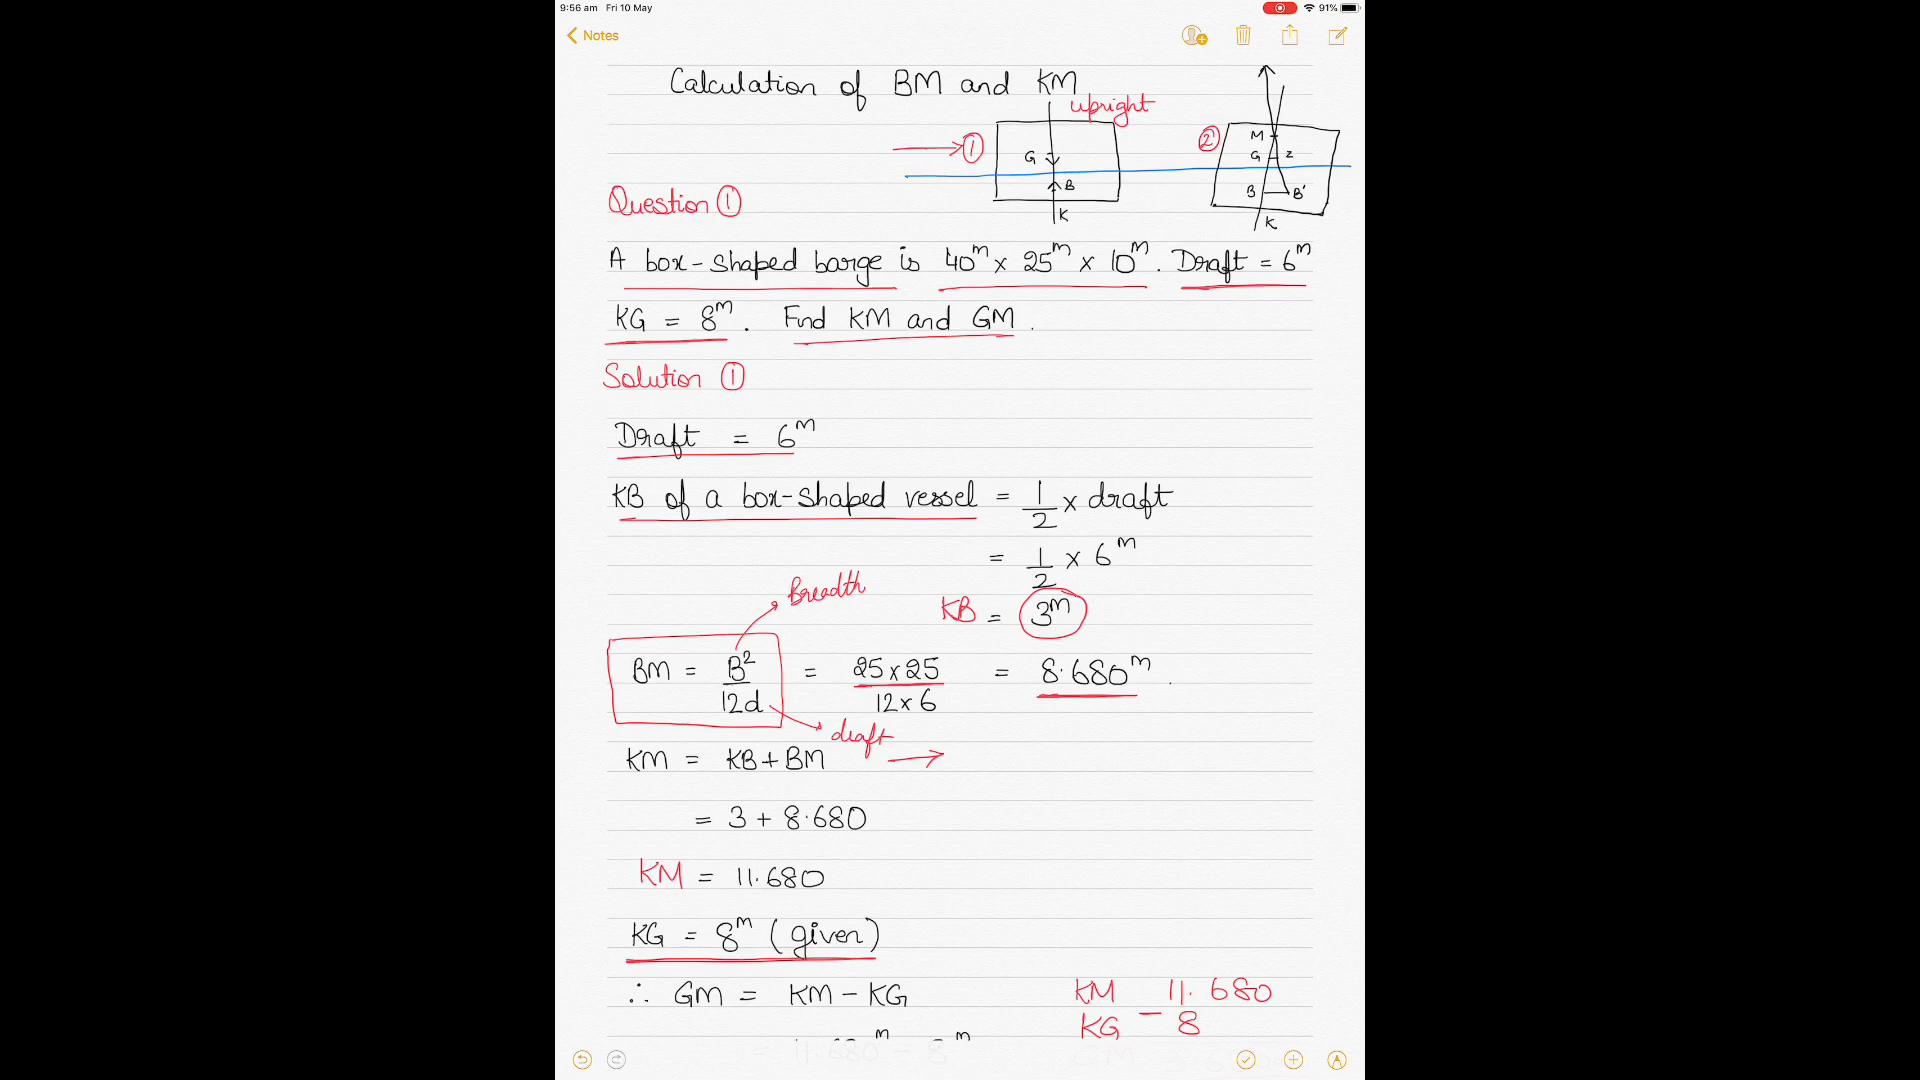 9:56 am Fri 10 May 91%
Notes
Calculation of BM and KM
upright
① ②
M
G G Z
B B B'
K K
Question ①
A box-shaped barge is 40ᵐ x 25ᵐ x 10ᵐ. Draft = 6ᵐ
KG = 8ᵐ. Find KM and GM.
Solution ①
Draft = 6ᵐ
KB of a box-shaped vessel = 1/2 x draft
= 1/2 x 6ᵐ
Breadth
KB = 3ᵐ
BM = B²/12d = 25x25/12x6 = 8.680ᵐ.
draft
KM = KB+BM
= 3 + 8.680
KM = 11.680
KG = 8ᵐ (given)
∴ GM = KM - KG
KM 11.680
KG - 8
= 11.680ᵐ - 8ᵐ